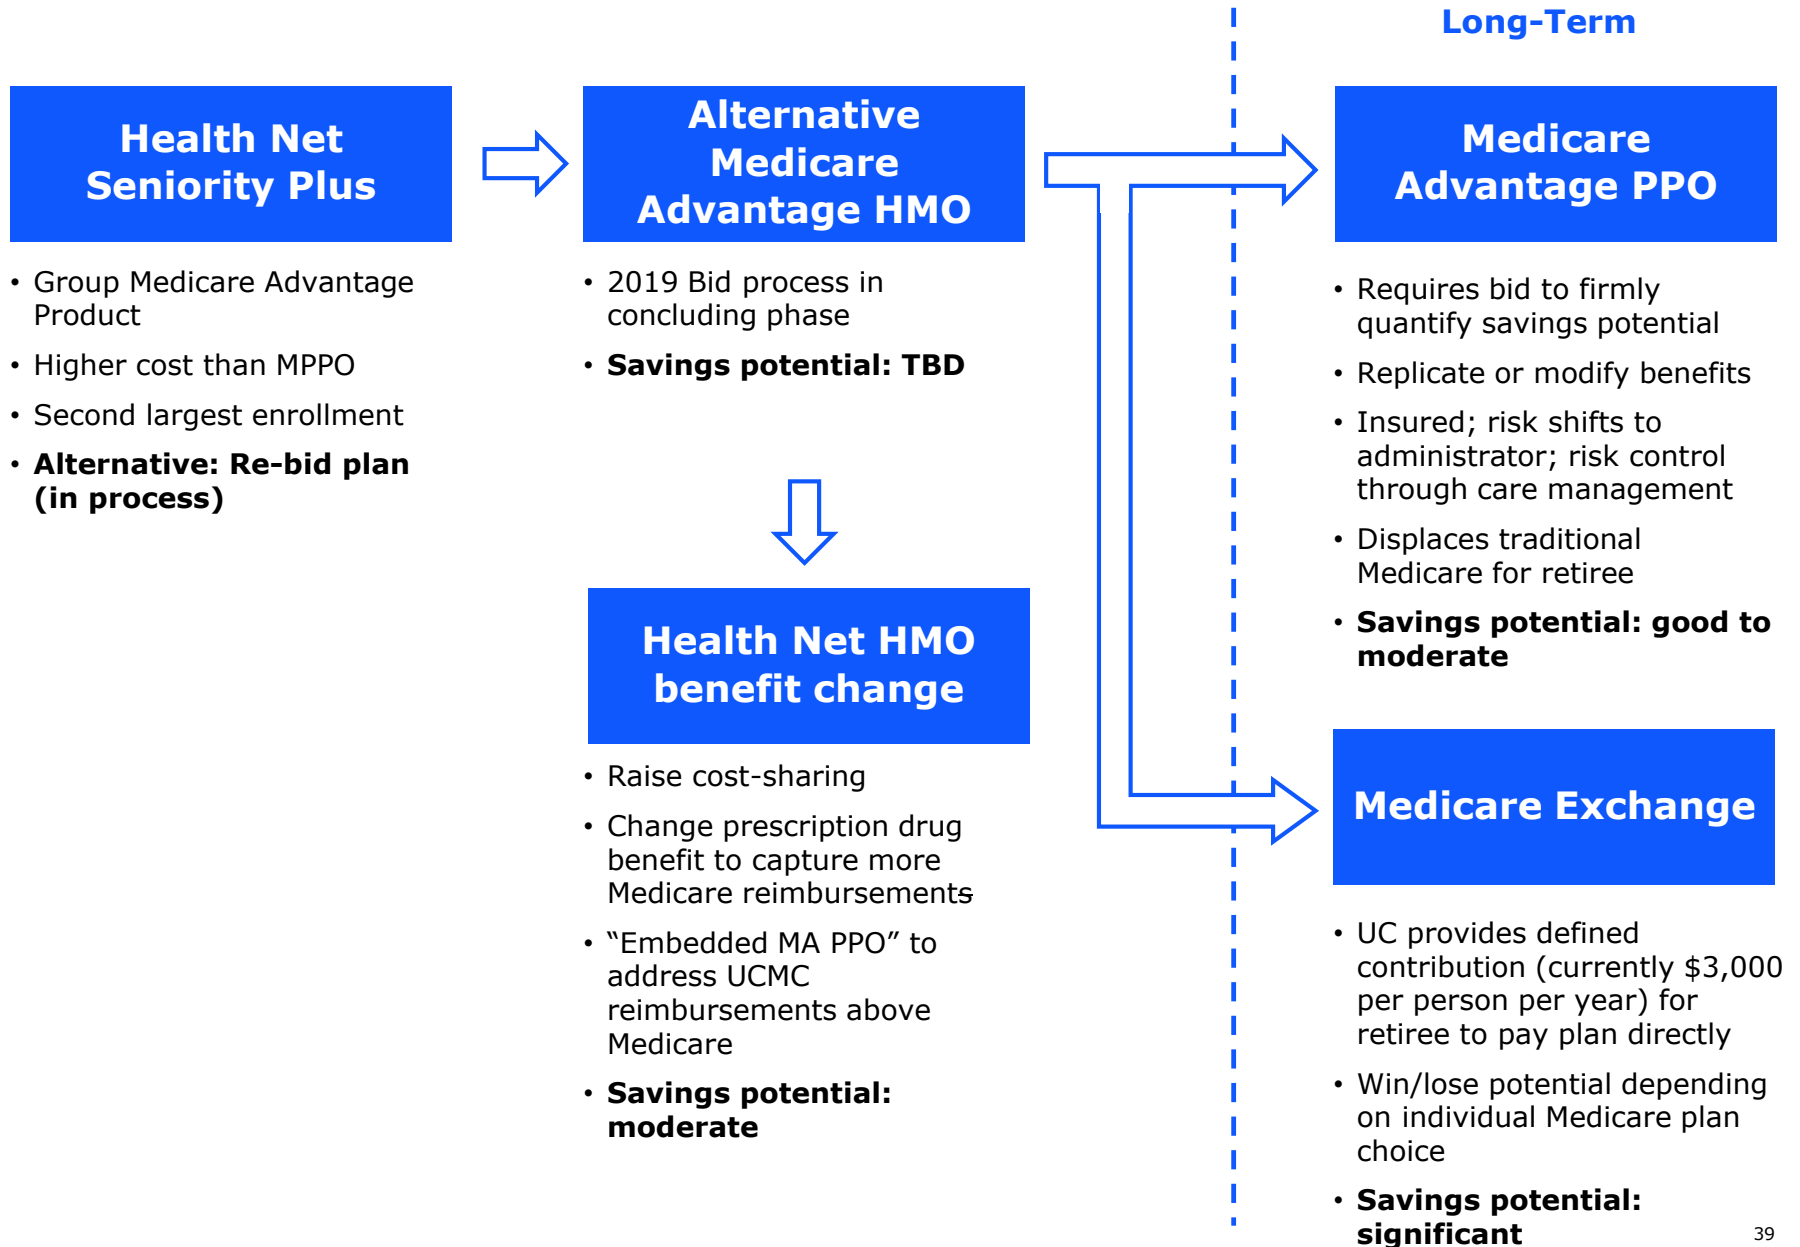 Long-Term
Health Net
Seniority Plus
• Group Medicare Advantage
Product
• Higher cost than MPPO
• Second largest enrollment
• Alternative: Re-bid plan
(in process)
Alternative
Medicare
Advantage HMO
• 2019 Bid process in
concluding phase
• Savings potential: TBD
Health Net HMO
benefit change
• Raise cost-sharing
• Change prescription drug
benefit to capture more
Medicare reimbursements
• “Embedded MA PPO” to
address UCMC
reimbursements above
Medicare
• Savings potential:
moderate
Medicare
Advantage PPO
• Requires bid to firmly
quantify savings potential
• Replicate or modify benefits
• Insured; risk shifts to
administrator; risk control
through care management
• Displaces traditional
Medicare for retiree
• Savings potential: good to
moderate
Medicare Exchange
• UC provides defined
contribution (currently $3,000
per person per year) for
retiree to pay plan directly
• Win/lose potential depending
on individual Medicare plan
choice
• Savings potential:
significant
39